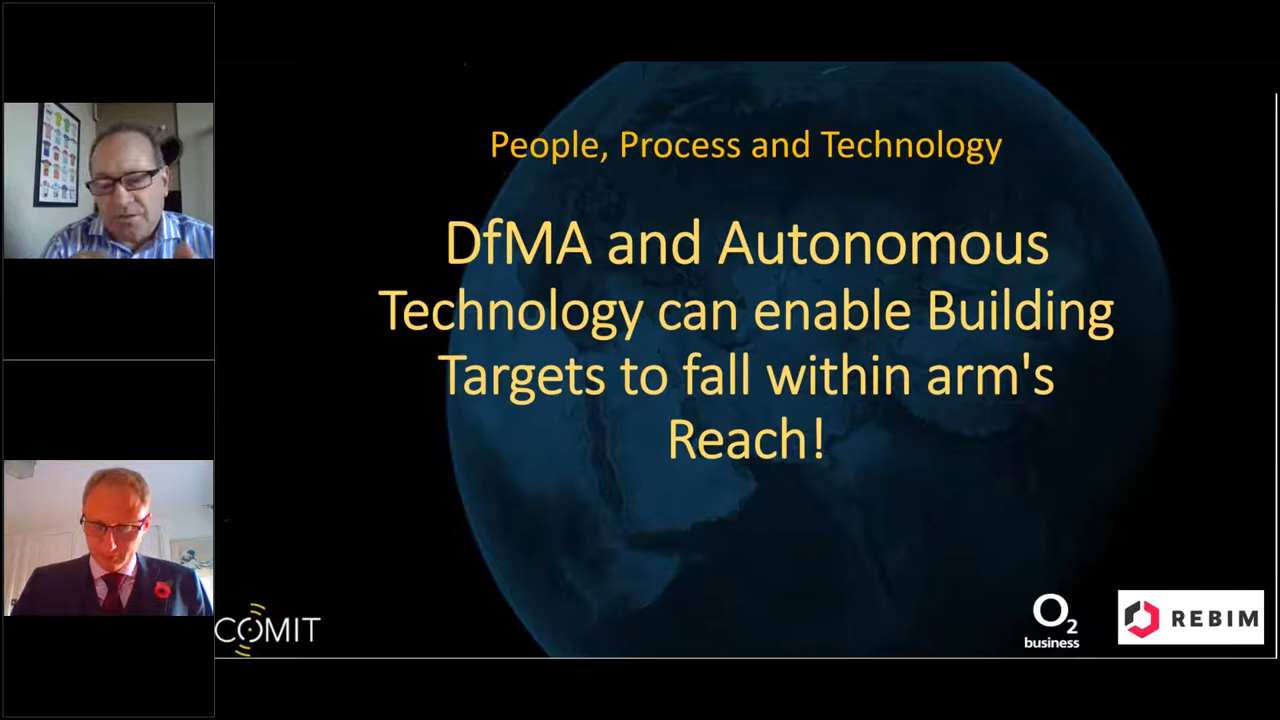 People, Process and Technology
DfMA and Autonomous
Technology can enable Building
Targets to fall within arm's
Reach!
COMIT
O2
business
REBIM